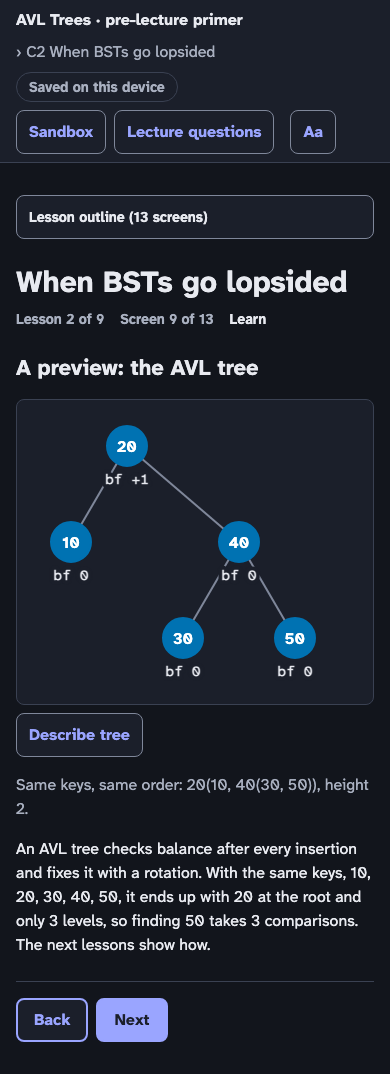 AVL Trees · pre-lecture primer
› C2 When BSTs go lopsided
Saved on this device
Sandbox
Lecture questions
Aa
Lesson outline (13 screens)
When BSTs go lopsided
Lesson 2 of 9 Screen 9 of 13 Learn
A preview: the AVL tree
20
bf +1
10
bf 0
40
bf 0
30
bf 0
50
bf 0
Describe tree
Same keys, same order: 20(10, 40(30, 50)), height
2.
An AVL tree checks balance after every insertion
and fixes it with a rotation. With the same keys, 10,
20, 30, 40, 50, it ends up with 20 at the root and
only 3 levels, so finding 50 takes 3 comparisons.
The next lessons show how.
Back
Next